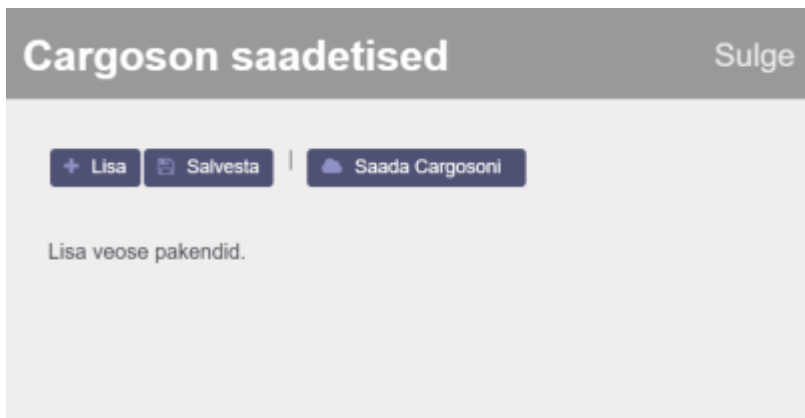 Cargoson saadetised
Sulge
Lisa Salvesta | Saada Cargosoni
Lisa veose pakendid.